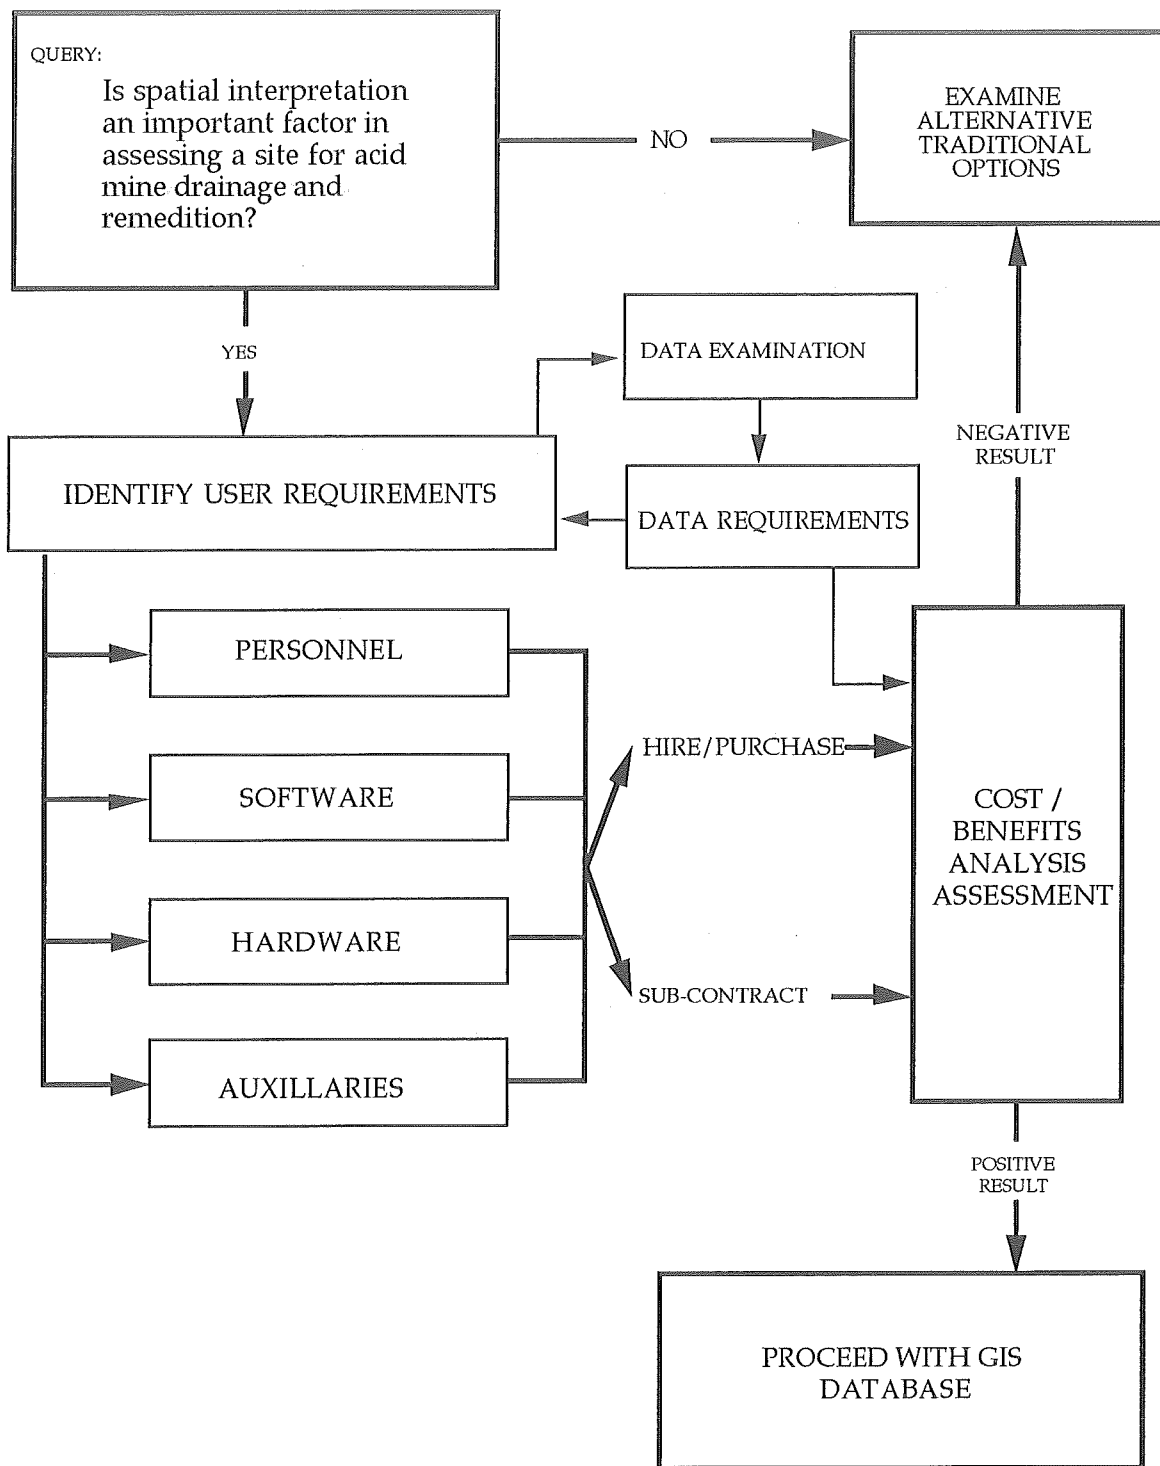 QUERY:
Is spatial interpretation
an important factor in
assessing a site for acid
mine drainage and
remedition?
NO
EXAMINE
ALTERNATIVE
TRADITIONAL
OPTIONS
YES
DATA EXAMINATION
IDENTIFY USER REQUIREMENTS
DATA REQUIREMENTS
NEGATIVE
RESULT
PERSONNEL
SOFTWARE
HARDWARE
AUXILLARIES
HIRE/PURCHASE
SUB-CONTRACT
COST /
BENEFITS
ANALYSIS
ASSESSMENT
POSITIVE
RESULT
PROCEED WITH GIS
DATABASE